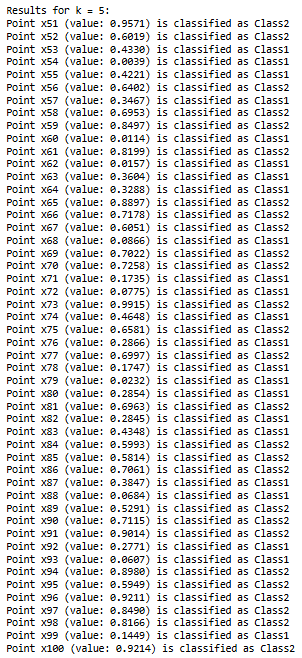 Results for k = 5:
Point x51 (value: 0.9571) is classified as Class2
Point x52 (value: 0.6019) is classified as Class2
Point x53 (value: 0.4330) is classified as Class1
Point x54 (value: 0.0039) is classified as Class1
Point x55 (value: 0.4221) is classified as Class1
Point x56 (value: 0.6402) is classified as Class2
Point x57 (value: 0.3467) is classified as Class1
Point x58 (value: 0.6953) is classified as Class2
Point x59 (value: 0.8497) is classified as Class2
Point x60 (value: 0.0114) is classified as Class1
Point x61 (value: 0.8199) is classified as Class2
Point x62 (value: 0.0157) is classified as Class1
Point x63 (value: 0.3604) is classified as Class1
Point x64 (value: 0.3288) is classified as Class1
Point x65 (value: 0.8897) is classified as Class2
Point x66 (value: 0.7178) is classified as Class2
Point x67 (value: 0.6051) is classified as Class2
Point x68 (value: 0.0866) is classified as Class1
Point x69 (value: 0.7022) is classified as Class2
Point x70 (value: 0.7258) is classified as Class2
Point x71 (value: 0.1735) is classified as Class1
Point x72 (value: 0.0775) is classified as Class1
Point x73 (value: 0.9915) is classified as Class2
Point x74 (value: 0.4648) is classified as Class1
Point x75 (value: 0.6581) is classified as Class2
Point x76 (value: 0.2866) is classified as Class1
Point x77 (value: 0.6997) is classified as Class2
Point x78 (value: 0.1747) is classified as Class1
Point x79 (value: 0.0232) is classified as Class1
Point x80 (value: 0.2854) is classified as Class1
Point x81 (value: 0.6963) is classified as Class2
Point x82 (value: 0.2845) is classified as Class1
Point x83 (value: 0.4348) is classified as Class1
Point x84 (value: 0.5993) is classified as Class2
Point x85 (value: 0.5814) is classified as Class2
Point x86 (value: 0.7061) is classified as Class2
Point x87 (value: 0.3847) is classified as Class1
Point x88 (value: 0.0684) is classified as Class1
Point x89 (value: 0.5291) is classified as Class2
Point x90 (value: 0.7115) is classified as Class2
Point x91 (value: 0.9014) is classified as Class2
Point x92 (value: 0.2771) is classified as Class1
Point x93 (value: 0.0607) is classified as Class1
Point x94 (value: 0.8980) is classified as Class2
Point x95 (value: 0.5949) is classified as Class2
Point x96 (value: 0.9211) is classified as Class2
Point x97 (value: 0.8490) is classified as Class2
Point x98 (value: 0.8166) is classified as Class2
Point x99 (value: 0.1449) is classified as Class1
Point x100 (value: 0.9214) is classified as Class2